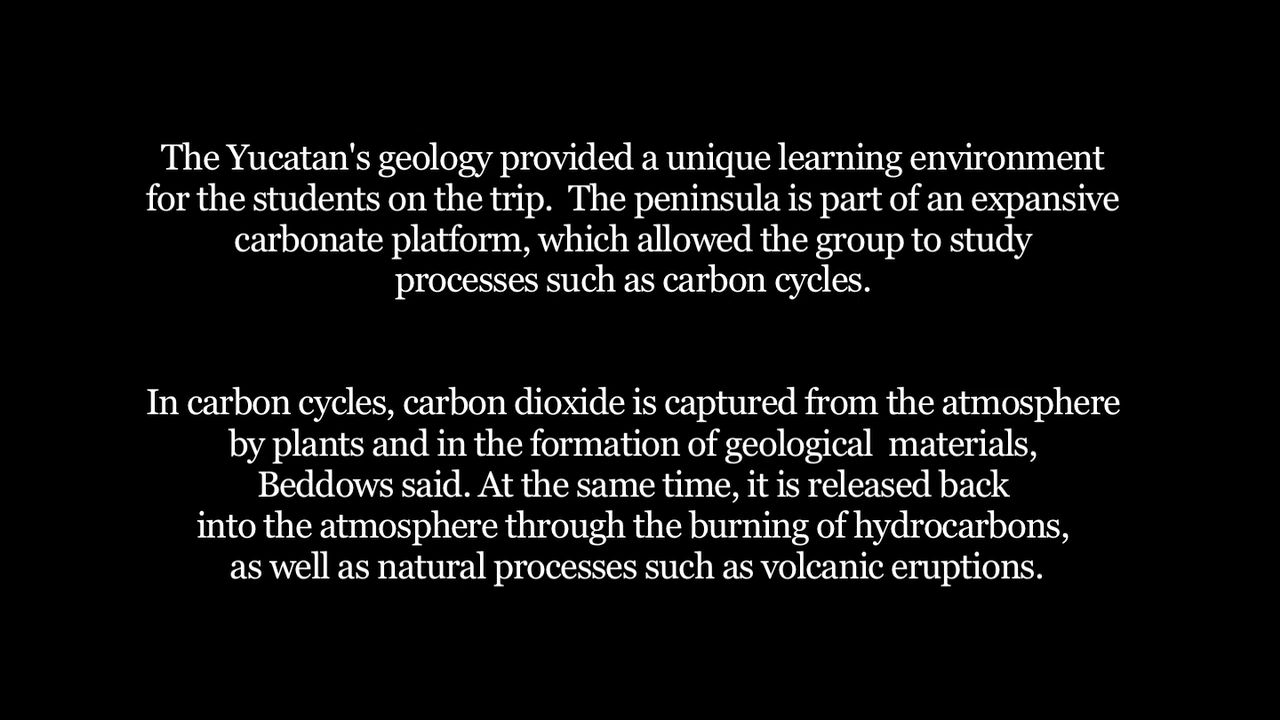 The Yucatan's geology provided a unique learning environment
for the students on the trip.  The peninsula is part of an expansive
carbonate platform, which allowed the group to study
processes such as carbon cycles.
In carbon cycles, carbon dioxide is captured from the atmosphere
by plants and in the formation of geological  materials,
Beddows said. At the same time, it is released back
into the atmosphere through the burning of hydrocarbons,
as well as natural processes such as volcanic eruptions.